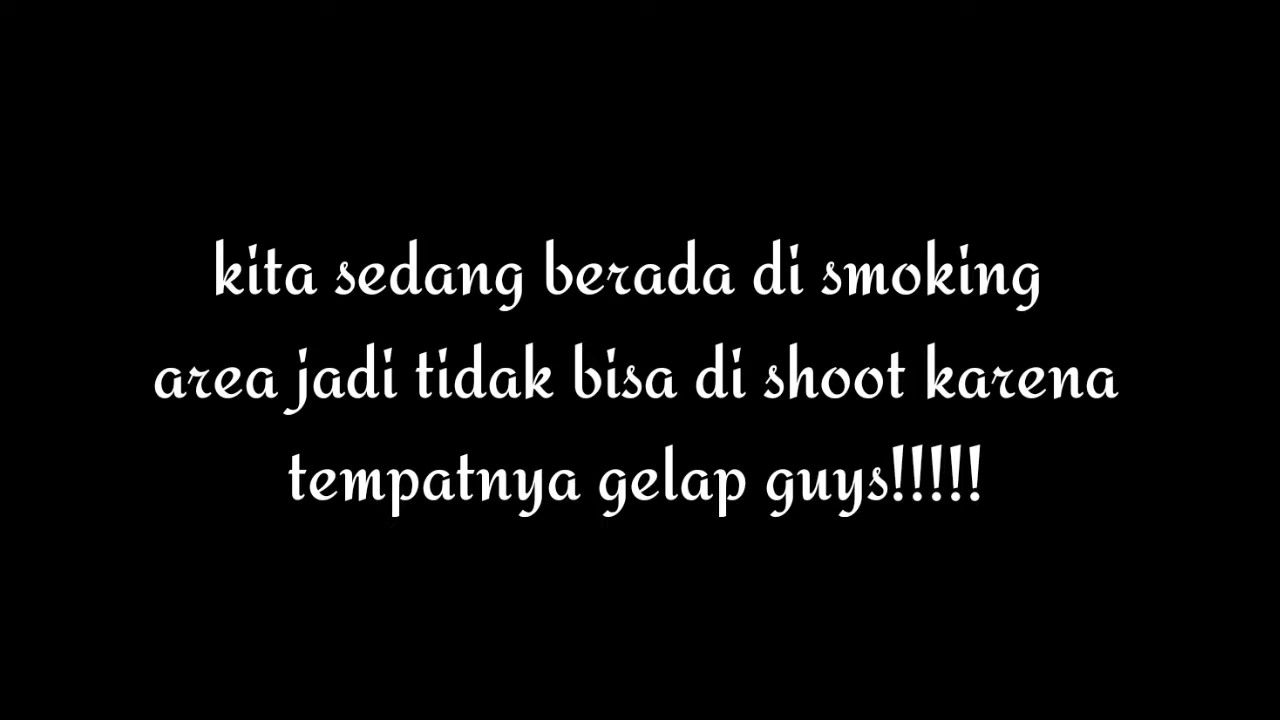 kita sedang berada di smoking
area jadi tidak bisa di shoot karena
tempatnya gelap guys!!!!!